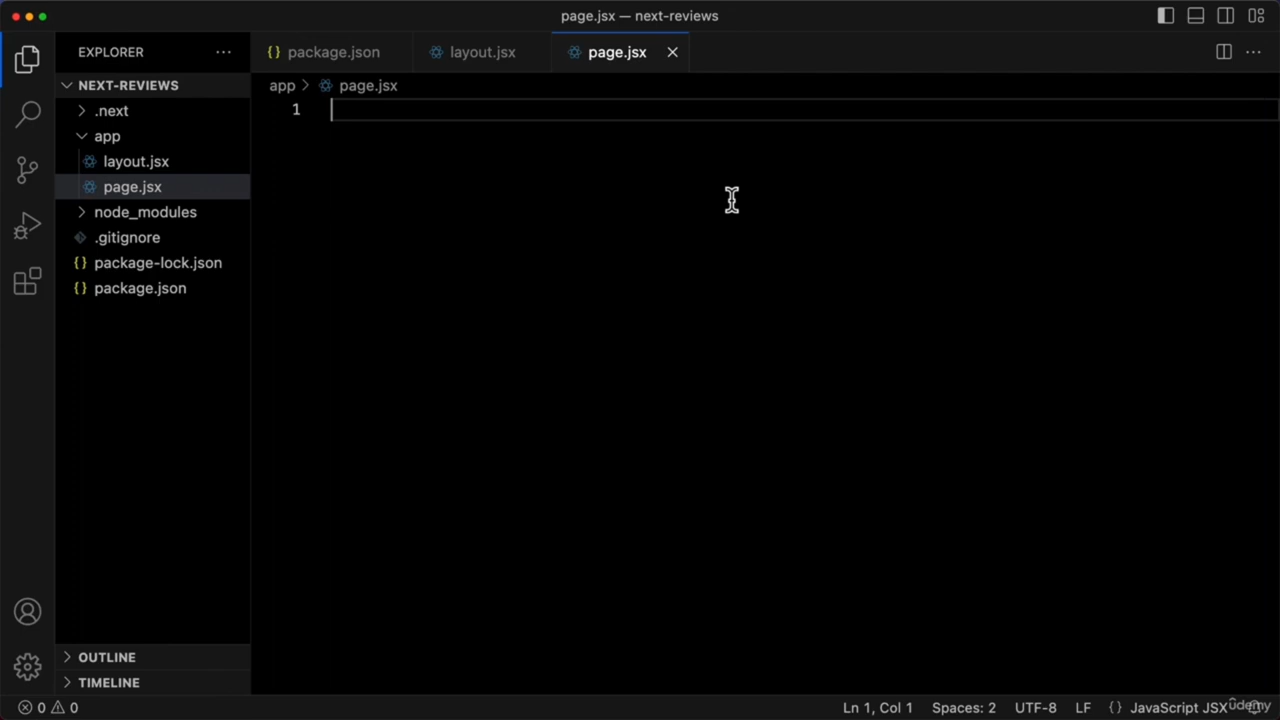 page.jsx — next-reviews
EXPLORER
package.json
layout.jsx
page.jsx
NEXT-REVIEWS
app
page.jsx
.next
1
app
layout.jsx
page.jsx
node_modules
.gitignore
{} package-lock.json
{} package.json
OUTLINE
TIMELINE
0 0
Ln 1, Col 1
Spaces: 2
UTF-8
LF
{} JavaScript JSX
ûdemy